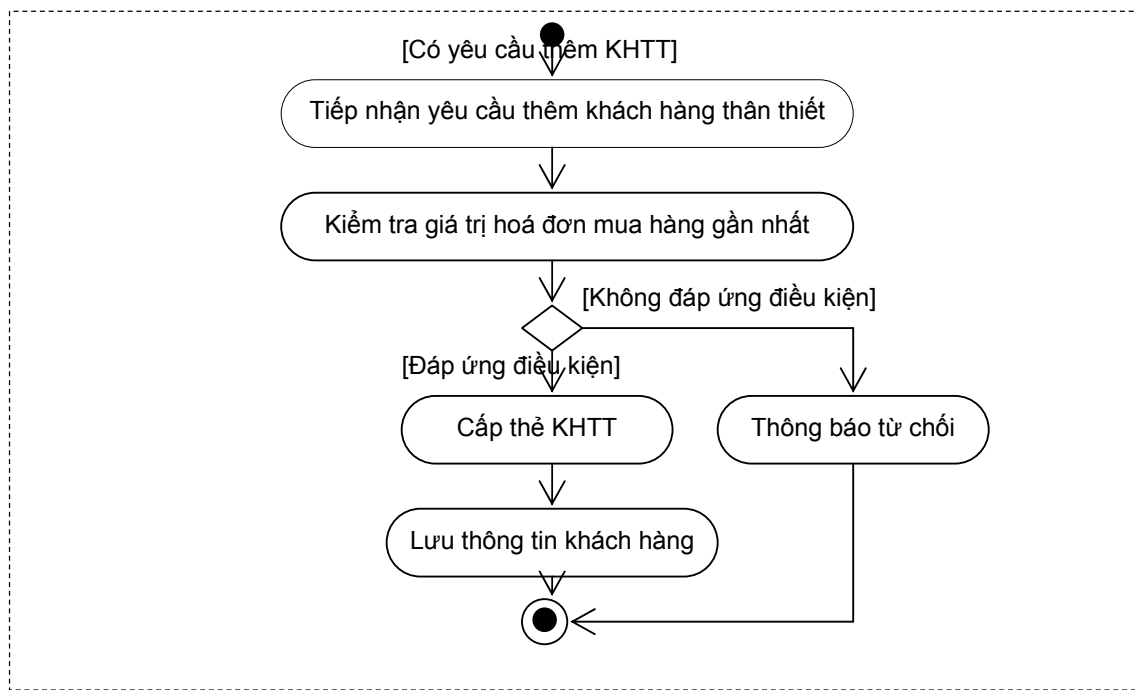 [Có yêu cầu thêm KHTT]
Tiếp nhận yêu cầu thêm khách hàng thân thiết
Kiểm tra giá trị hoá đơn mua hàng gần nhất
[Không đáp ứng điều kiện]
[Đáp ứng điều kiện]
Cấp thẻ KHTT
Thông báo từ chối
Lưu thông tin khách hàng